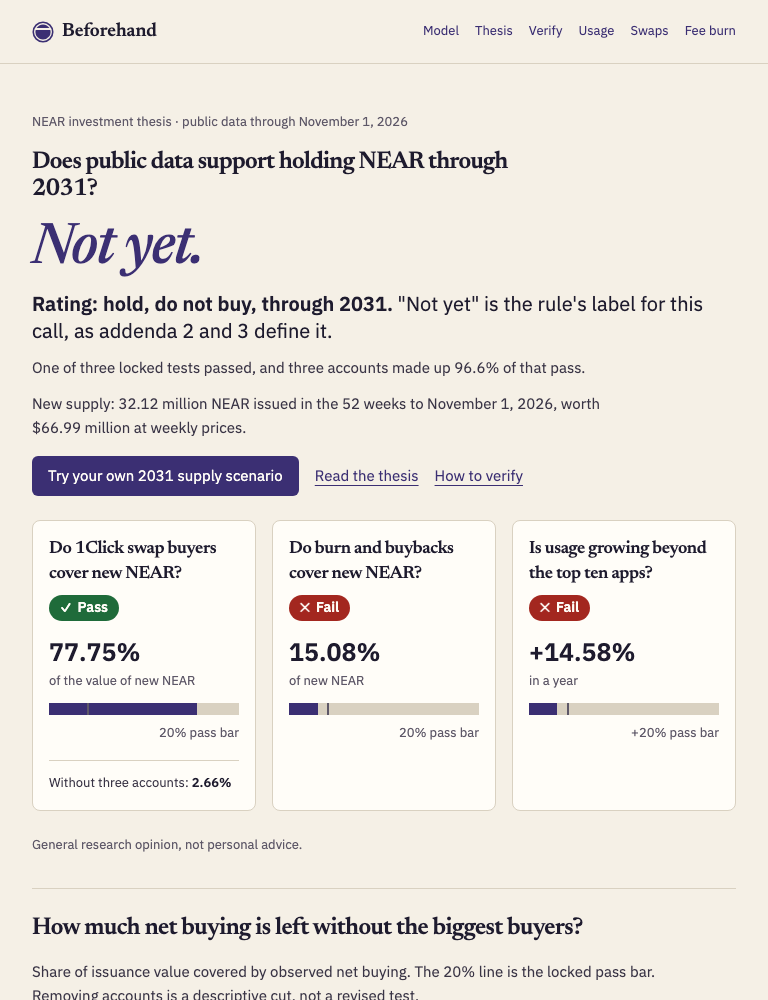 Beforehand
Model Thesis Verify Usage Swaps Fee burn
NEAR investment thesis · public data through November 1, 2026
Does public data support holding NEAR through
2031?
Not yet.
Rating: hold, do not buy, through 2031. "Not yet" is the rule's label for this
call, as addenda 2 and 3 define it.
One of three locked tests passed, and three accounts made up 96.6% of that pass.
New supply: 32.12 million NEAR issued in the 52 weeks to November 1, 2026, worth
$66.99 million at weekly prices.
Try your own 2031 supply scenario Read the thesis How to verify
Do 1Click swap buyers
cover new NEAR?
Pass
77.75%
of the value of new NEAR
20% pass bar
Without three accounts: 2.66%
Do burn and buybacks
cover new NEAR?
Fail
15.08%
of new NEAR
20% pass bar
Is usage growing beyond
the top ten apps?
Fail
+14.58%
in a year
+20% pass bar
General research opinion, not personal advice.
How much net buying is left without the biggest buyers?
Share of issuance value covered by observed net buying. The 20% line is the locked pass bar.
Removing accounts is a descriptive cut, not a revised test.